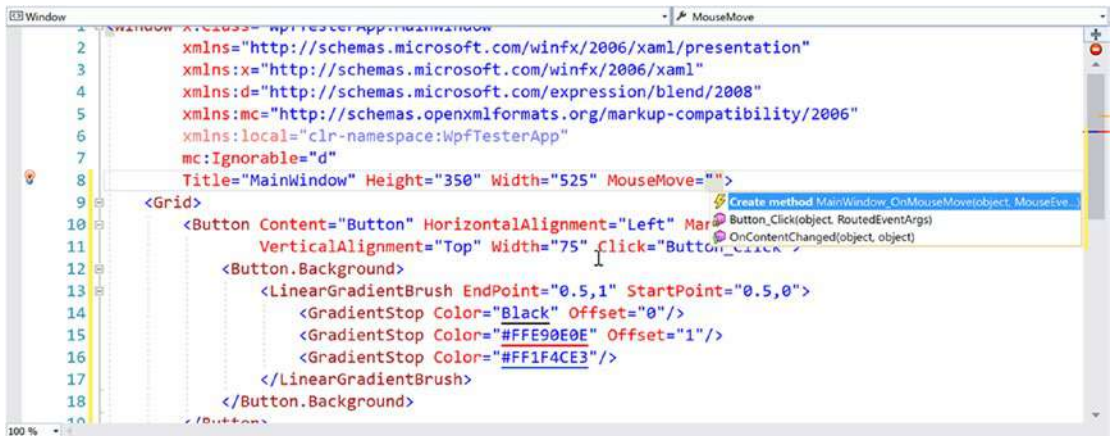 Window MouseMove
1 <Window x:Class="WpfTesterApp.MainWindow"
2 xmlns="http://schemas.microsoft.com/winfx/2006/xaml/presentation"
3 xmlns:x="http://schemas.microsoft.com/winfx/2006/xaml"
4 xmlns:d="http://schemas.microsoft.com/expression/blend/2008"
5 xmlns:mc="http://schemas.openxmlformats.org/markup-compatibility/2006"
6 xmlns:local="clr-namespace:WpfTesterApp"
7 mc:Ignorable="d"
8 Title="MainWindow" Height="350" Width="525" MouseMove="">
Create method MainWindow_OnMouseMove(object, MouseEve...)
9 <Grid>
Button_Click(object, RoutedEventArgs)
10 <Button Content="Button" HorizontalAlignment="Left" Mar
OnContentChanged(object, object)
11 VerticalAlignment="Top" Width="75" Click="Button_Click">
12 <Button.Background>
13 <LinearGradientBrush EndPoint="0.5,1" StartPoint="0.5,0">
14 <GradientStop Color="Black" Offset="0"/>
15 <GradientStop Color="#FFE90E0E" Offset="1"/>
16 <GradientStop Color="#FF1F4CE3"/>
17 </LinearGradientBrush>
18 </Button.Background>
19 </Button>
100 %